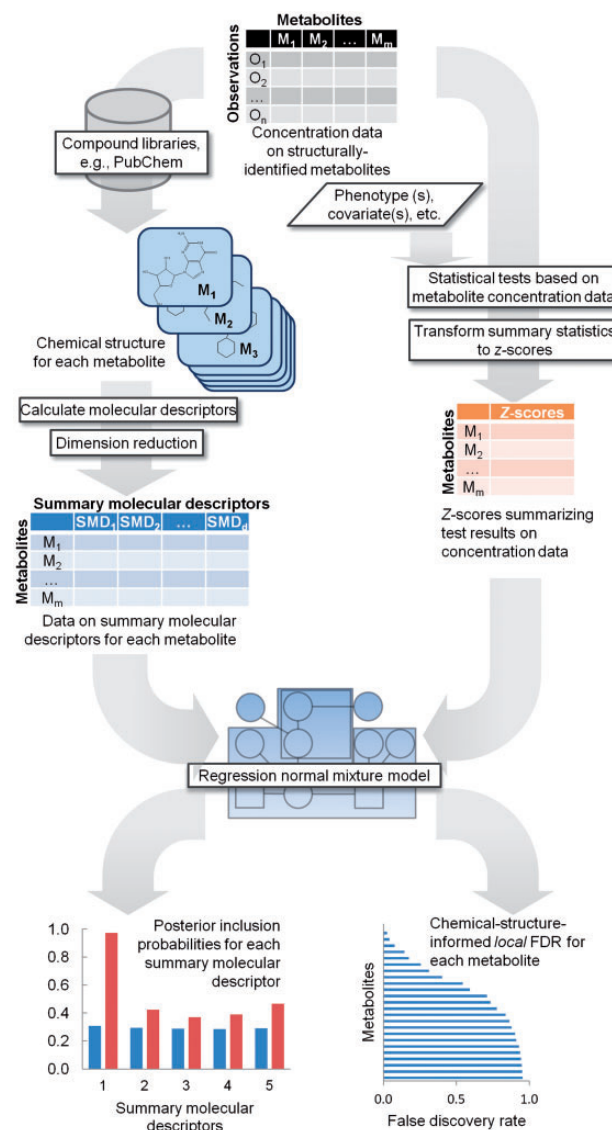 Metabolites
M1 M2 ... Mm
Observations
O1
O2
...
On
Concentration data
on structurally-
identified metabolites
Compound libraries,
e.g., PubChem
Phenotype (s),
covariate(s), etc.
M1
M2
M3
Chemical structure
for each metabolite
Statistical tests based on
metabolite concentration data
Transform summary statistics
to z-scores
Calculate molecular descriptors
Dimension reduction
Metabolites
Z-scores
M1
M2
...
Mm
Z-scores summarizing
test results on
concentration data
Summary molecular descriptors
SMD1 SMD2 ... SMDd
Metabolites
M1
M2
...
Mm
Data on summary molecular
descriptors for each metabolite
Regression normal mixture model
Posterior inclusion
probabilities for each
summary molecular
descriptor
1.0
0.8
0.6
0.4
0.2
0.0
1 2 3 4 5
Summary molecular
descriptors
Chemical-structure-
informed local FDR for
each metabolite
Metabolites
0.0 0.5 1.0
False discovery rate